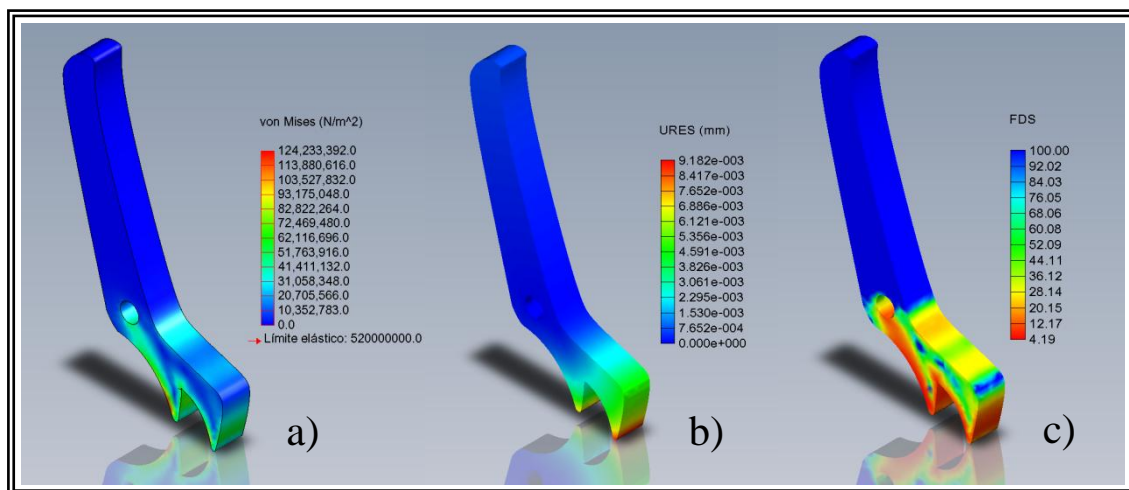 von Mises (N/m^2)
124,233,392.0
113,880,616.0
103,527,832.0
93,175,048.0
82,822,264.0
72,469,480.0
62,116,696.0
51,763,916.0
41,411,132.0
31,058,348.0
20,705,566.0
10,352,783.0
0.0
Límite elástico: 520000000.0
a)
URES (mm)
9.182e-003
8.417e-003
7.652e-003
6.886e-003
6.121e-003
5.356e-003
4.591e-003
3.826e-003
3.061e-003
2.295e-003
1.530e-003
7.652e-004
0.000e+000
b)
FDS
100.00
92.02
84.03
76.05
68.06
60.08
52.09
44.11
36.12
28.14
20.15
12.17
4.19
c)